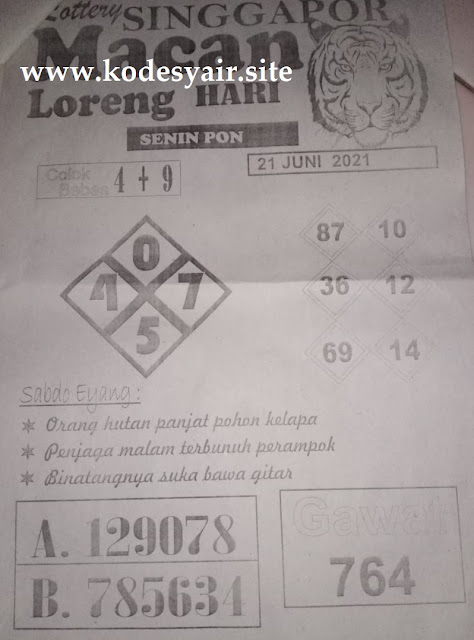 Lottery SINGGAPOR
Macan
www.kodesyair.site
Loreng HARI
SENIN PON
21 JUNI 2021
Colok Bebas 4 + 9
0
4 7
5
87 10
36 12
69 14
Sabdo Eyang :
* Orang hutan panjat pohon kelapa
* Penjaga malam terbunuh perampok
* Binatangnya suka bawa gitar
A. 129078
B. 785634
Gawat
764